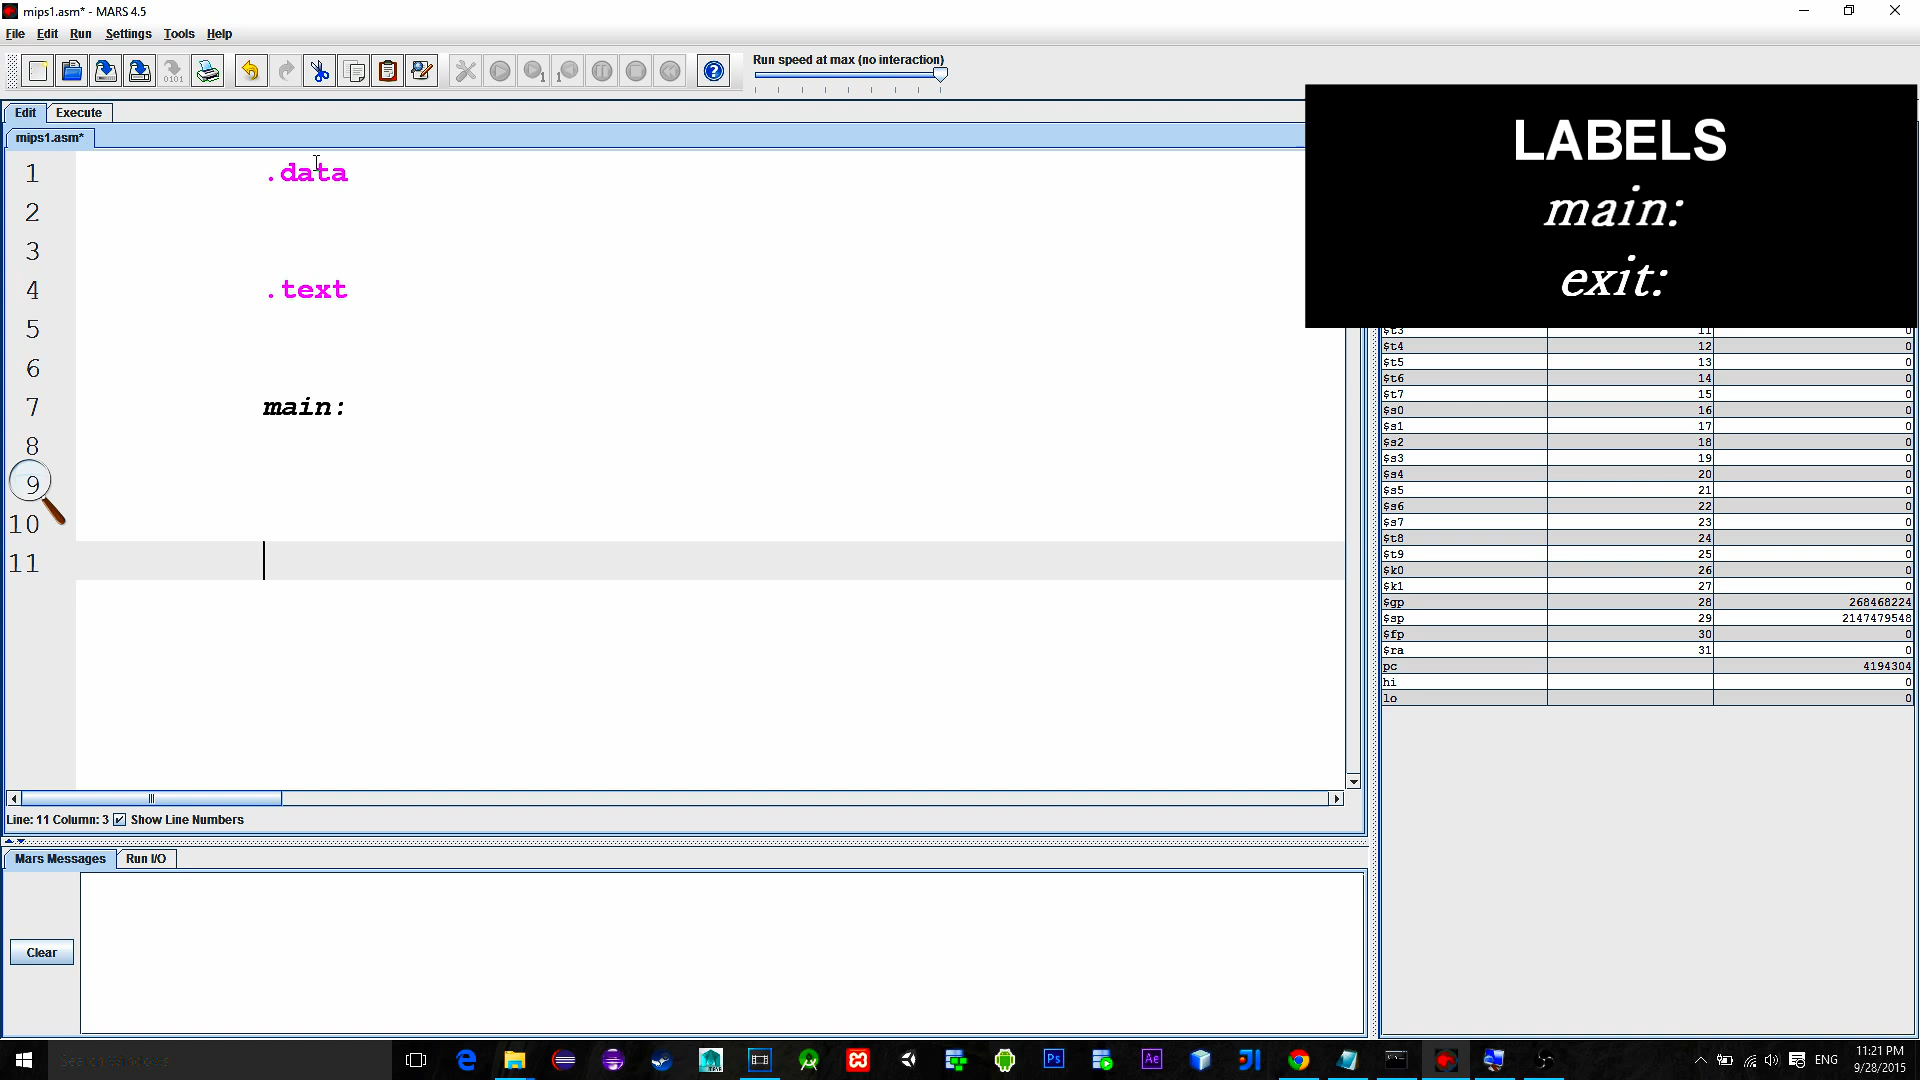 mips1.asm* - MARS 4.5
File Edit Run Settings Tools Help
Run speed at max (no interaction)
Edit Execute
mips1.asm*
1 .data
2
3
4 .text
5
6
7 main:
8
9
10
11
LABELS
main:
exit:
$t3 11 0
$t4 12 0
$t5 13 0
$t6 14 0
$t7 15 0
$s0 16 0
$s1 17 0
$s2 18 0
$s3 19 0
$s4 20 0
$s5 21 0
$s6 22 0
$s7 23 0
$t8 24 0
$t9 25 0
$k0 26 0
$k1 27 0
$gp 28 268468224
$sp 29 2147479548
$fp 30 0
$ra 31 0
pc 4194304
hi 0
lo 0
Line: 11 Column: 3 Show Line Numbers
Mars Messages Run I/O
Clear
ENG
11:21 PM
9/28/2015